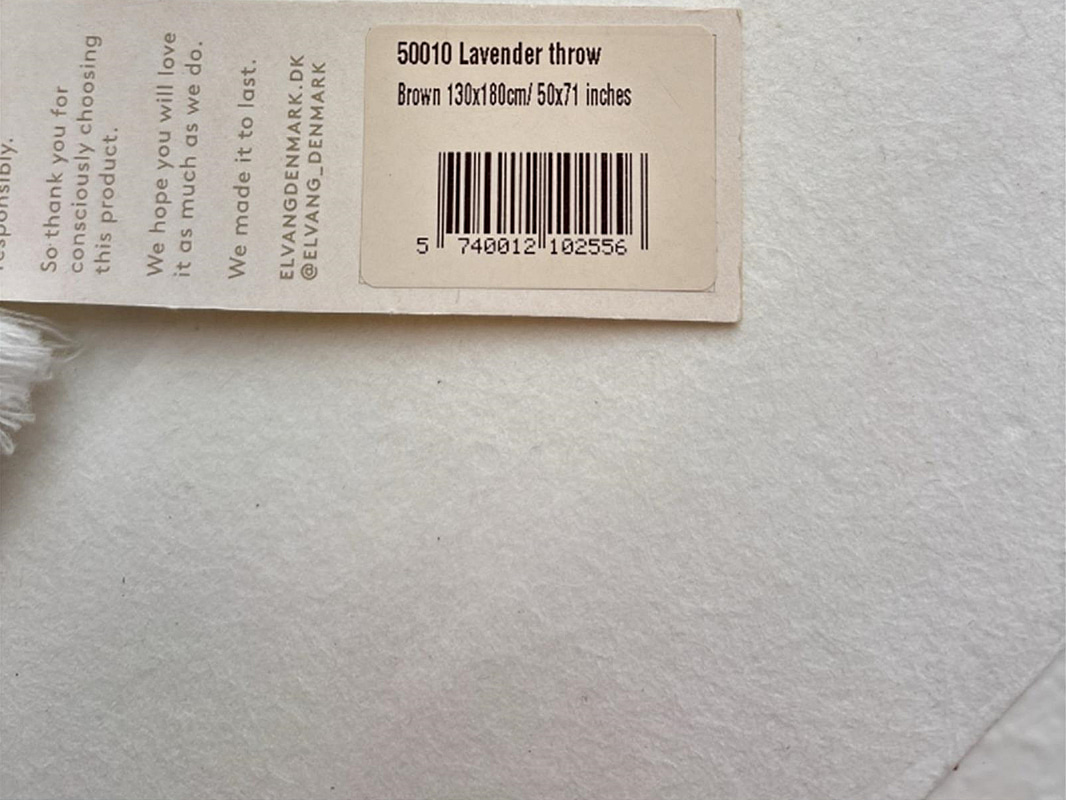 So thank you for
consciously choosing
this product.
We hope you will love
it as much as we do.
We made it to last.
ELVANGDENMARK.DK
@ELVANG_DENMARK
50010 Lavender throw
Brown 130x180cm/ 50x71 inches
5 740012 102556